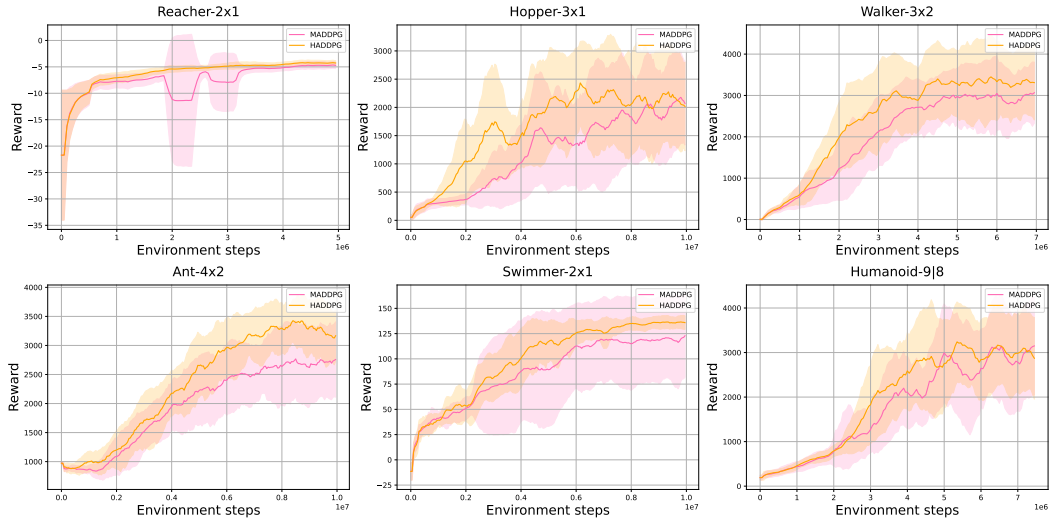 Reacher-2x1
0
−5
−10
−15
−20
−25
−30
−35
Reward
MADDPG
HADDPG
0 1 2 3 4 5
1e6
Environment steps
Hopper-3x1
3000
2500
2000
1500
1000
500
0
Reward
MADDPG
HADDPG
0.0 0.2 0.4 0.6 0.8 1.0
1e7
Environment steps
Walker-3x2
4000
3000
2000
1000
0
Reward
MADDPG
HADDPG
0 1 2 3 4 5 6 7
1e6
Environment steps
Ant-4x2
4000
3500
3000
2500
2000
1500
1000
Reward
MADDPG
HADDPG
0.0 0.2 0.4 0.6 0.8 1.0
1e7
Environment steps
Swimmer-2x1
150
125
100
75
50
25
0
−25
Reward
MADDPG
HADDPG
0.0 0.2 0.4 0.6 0.8 1.0
1e7
Environment steps
Humanoid-9|8
4000
3000
2000
1000
0
Reward
MADDPG
HADDPG
0 1 2 3 4 5 6 7
1e6
Environment steps